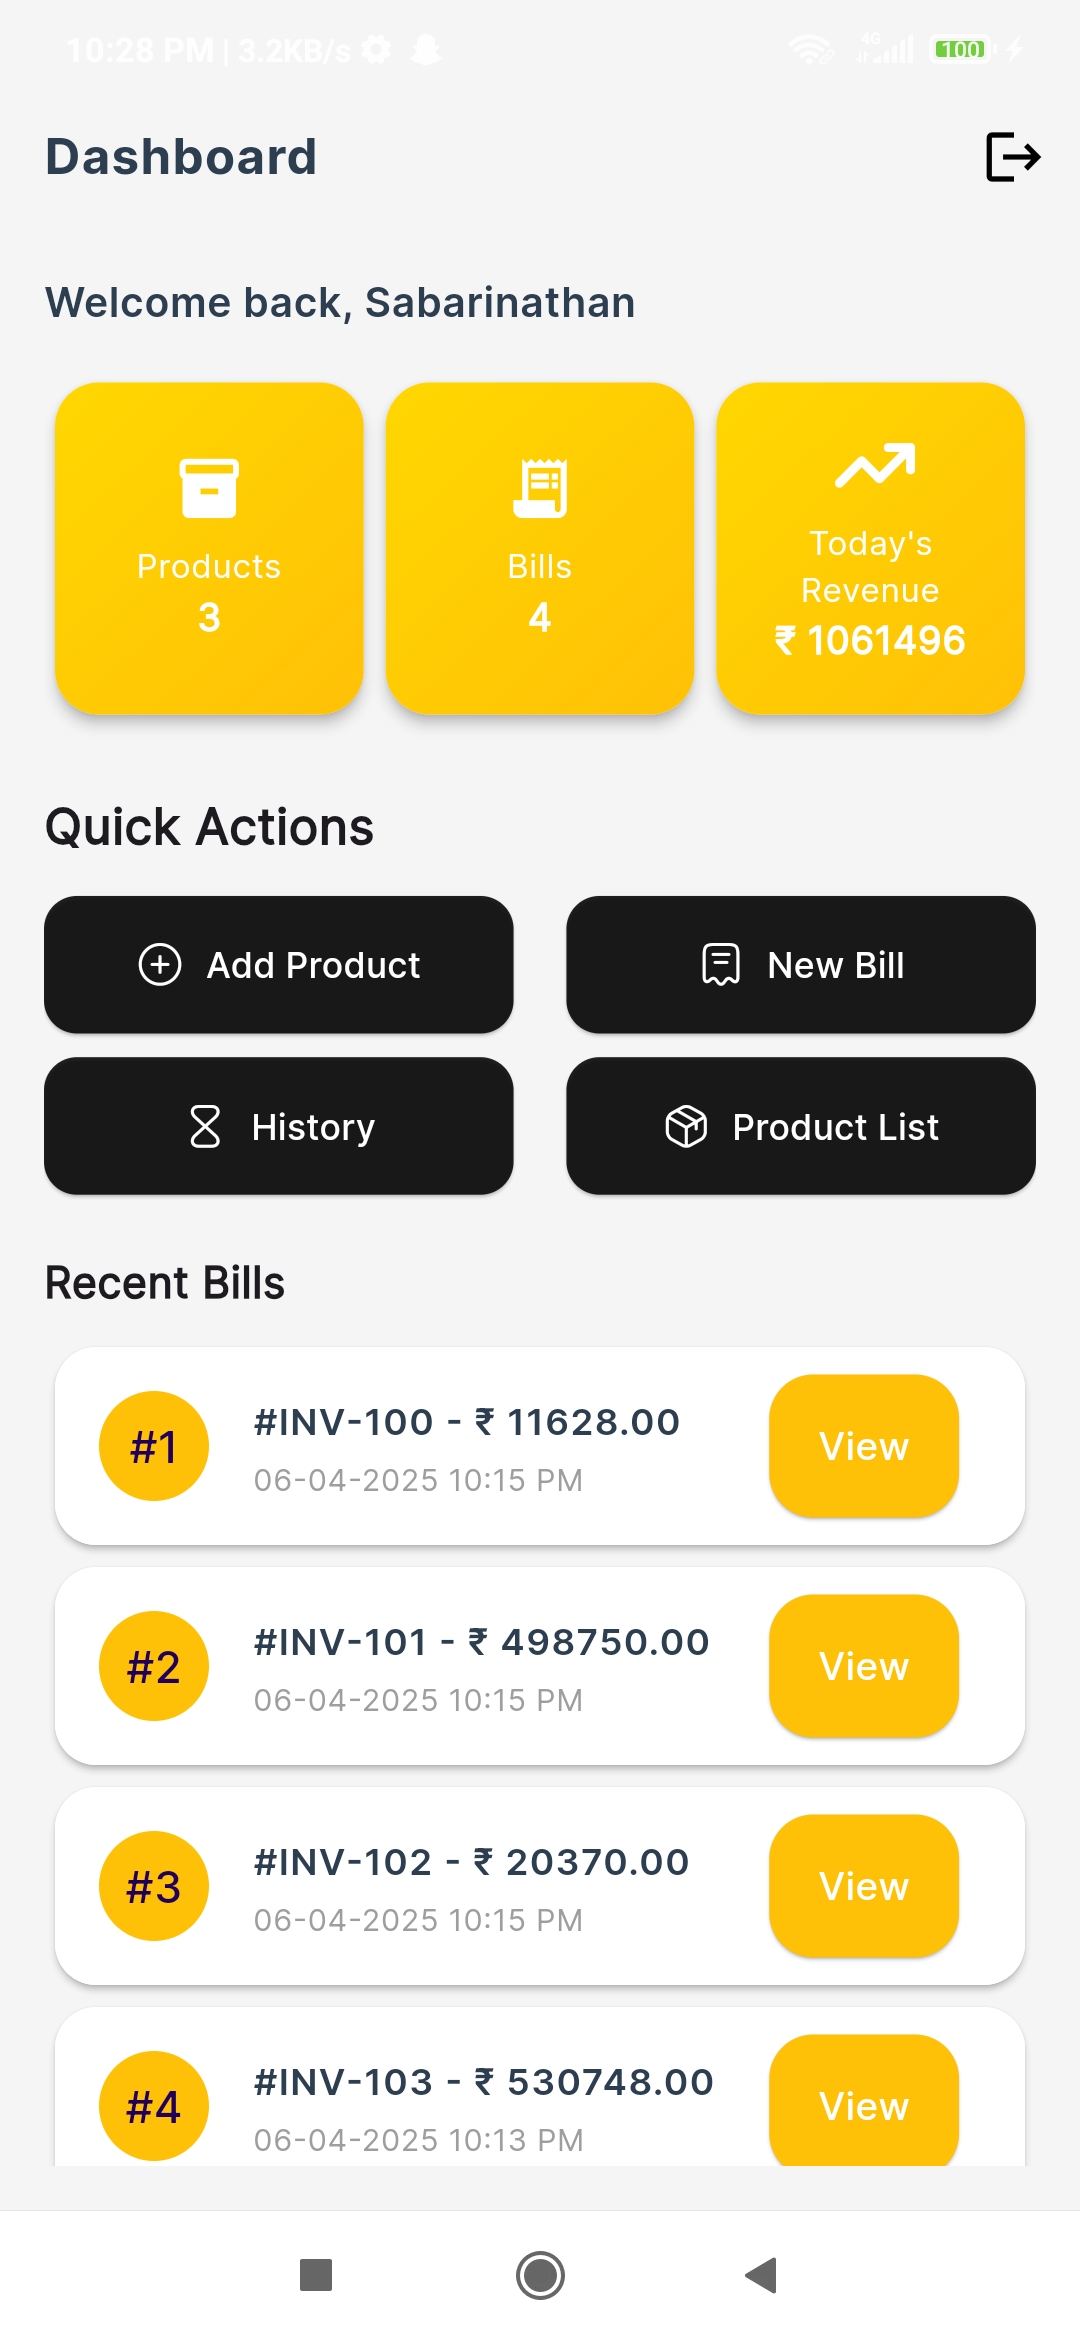 10:28 PM | 3.2KB/s
4G
100
Dashboard
Welcome back, Sabarinathan
Products
3
Bills
4
Today's
Revenue
₹ 1061496
Quick Actions
Add Product
New Bill
History
Product List
Recent Bills
#1
#INV-100 - ₹ 11628.00
06-04-2025 10:15 PM
View
#2
#INV-101 - ₹ 498750.00
06-04-2025 10:15 PM
View
#3
#INV-102 - ₹ 20370.00
06-04-2025 10:15 PM
View
#4
#INV-103 - ₹ 530748.00
06-04-2025 10:13 PM
View